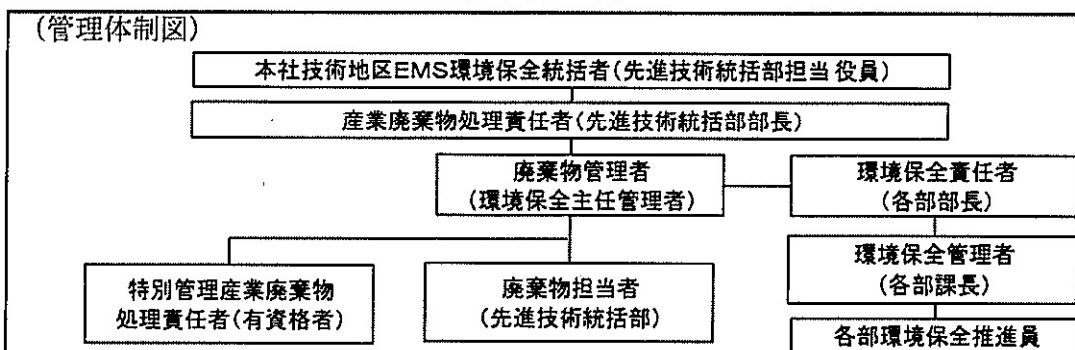 (管理体制図)
本社技術地区EMS環境保全統括者(先進技術統括部担当 役員)
産業廃棄物処理責任者(先進技術統括部部長)
廃棄物管理者
(環境保全主任管理者)
環境保全責任者
(各部部長)
環境保全管理者
(各部課長)
特別管理産業廃棄物
処理責任者(有資格者)
廃棄物担当者
(先進技術統括部)
各部環境保全推進員